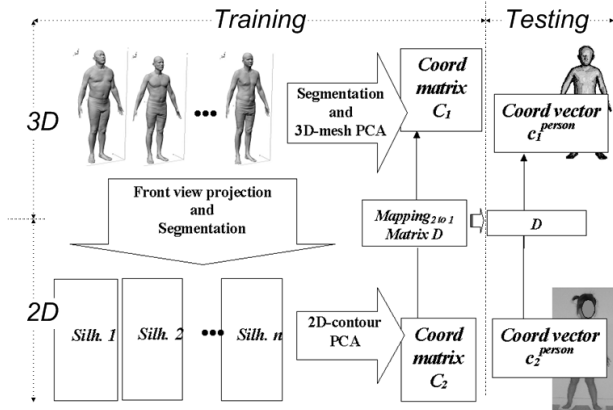 Training
Testing
3D
Segmentation
and
3D-mesh PCA
Coord
matrix
C1
Coord vector
c1person
Front view projection
and
Segmentation
Mapping2 to 1
Matrix D
D
2D
Silh. 1
Silh. 2
Silh. n
2D-contour
PCA
Coord
matrix
C2
Coord vector
c2person